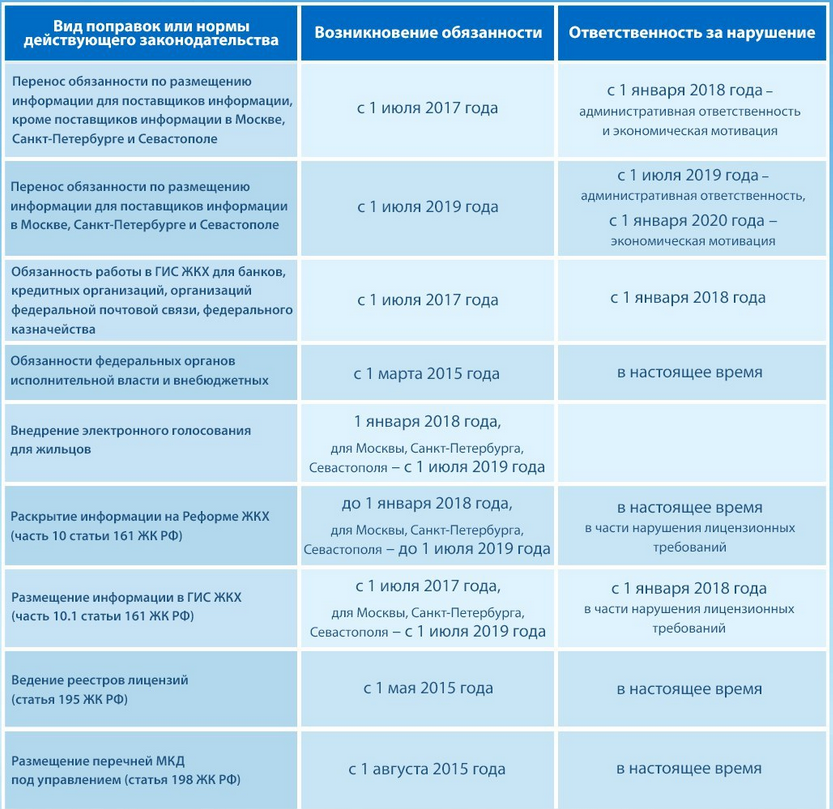 Вид поправок или нормы
действующего законодательства
Возникновение обязанности
Ответственность за нарушение
Перенос обязанности по размещению
информации для поставщиков информации,
кроме поставщиков информации в Москве,
Санкт-Петербурге и Севастополе
с 1 июля 2017 года
с 1 января 2018 года –
административная ответственность
и экономическая мотивация
Перенос обязанности по размещению
информации для поставщиков информации
в Москве, Санкт-Петербурге и Севастополе
с 1 июля 2019 года
с 1 июля 2019 года –
административная ответственность,
с 1 января 2020 года –
экономическая мотивация
Обязанность работы в ГИС ЖКХ для банков,
кредитных организаций, организаций
федеральной почтовой связи, федерального
казначейства
с 1 июля 2017 года
с 1 января 2018 года
Обязанности федеральных органов
исполнительной власти и внебюджетных
с 1 марта 2015 года
в настоящее время
Внедрение электронного голосования
для жильцов
1 января 2018 года,
для Москвы, Санкт-Петербурга,
Севастополя – с 1 июля 2019 года
Раскрытие информации на Реформе ЖКХ
(часть 10 статьи 161 ЖК РФ)
до 1 января 2018 года,
для Москвы, Санкт-Петербурга,
Севастополя – до 1 июля 2019 года
в настоящее время
в части нарушения лицензионных
требований
Размещение информации в ГИС ЖКХ
(часть 10.1 статьи 161 ЖК РФ)
с 1 июля 2017 года,
для Москвы, Санкт-Петербурга,
Севастополя – с 1 июля 2019 года
с 1 января 2018 года
в части нарушения лицензионных
требований
Ведение реестров лицензий
(статья 195 ЖК РФ)
с 1 мая 2015 года
в настоящее время
Размещение перечней МКД
под управлением (статья 198 ЖК РФ)
с 1 августа 2015 года
в настоящее время